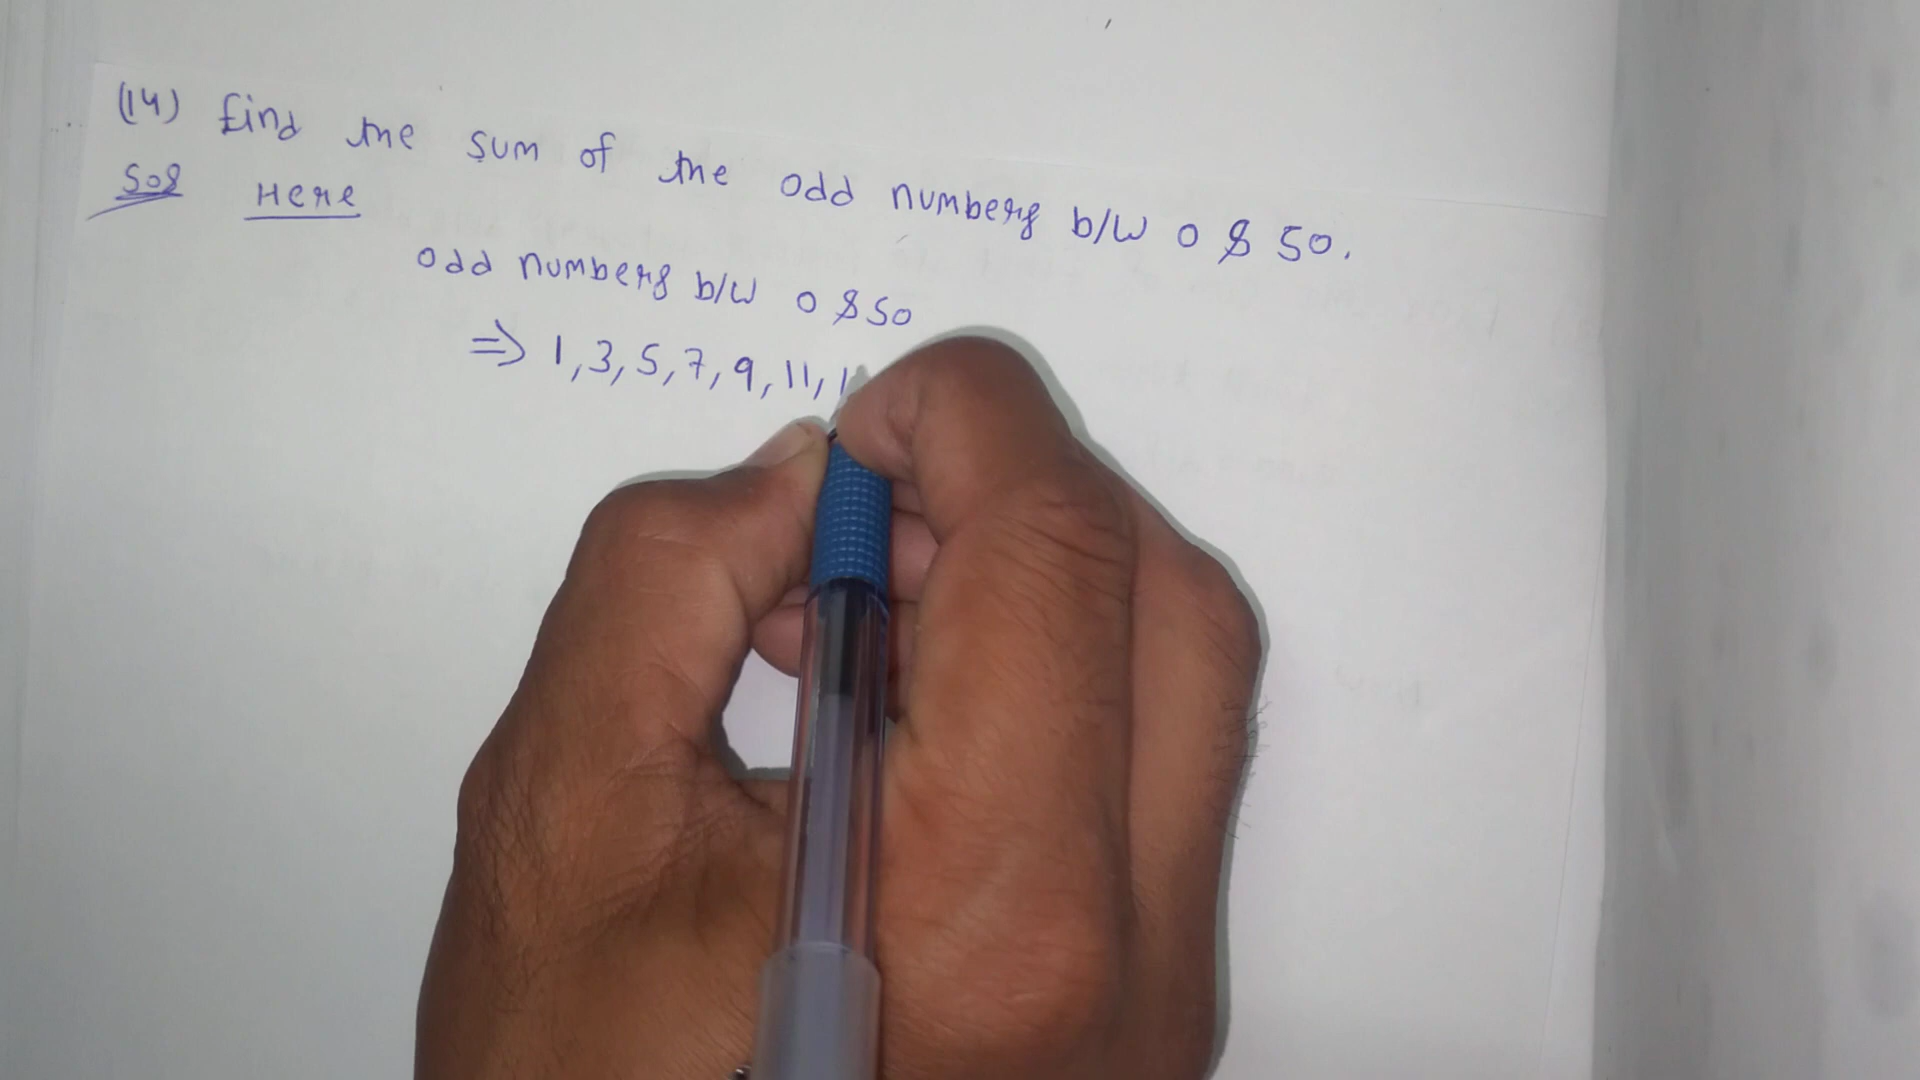 (14) find the sum of the odd numbers b/w 0 & 50.
Sol Here
odd numbers b/w 0 & 50
⇒ 1, 3, 5, 7, 9, 11, 1